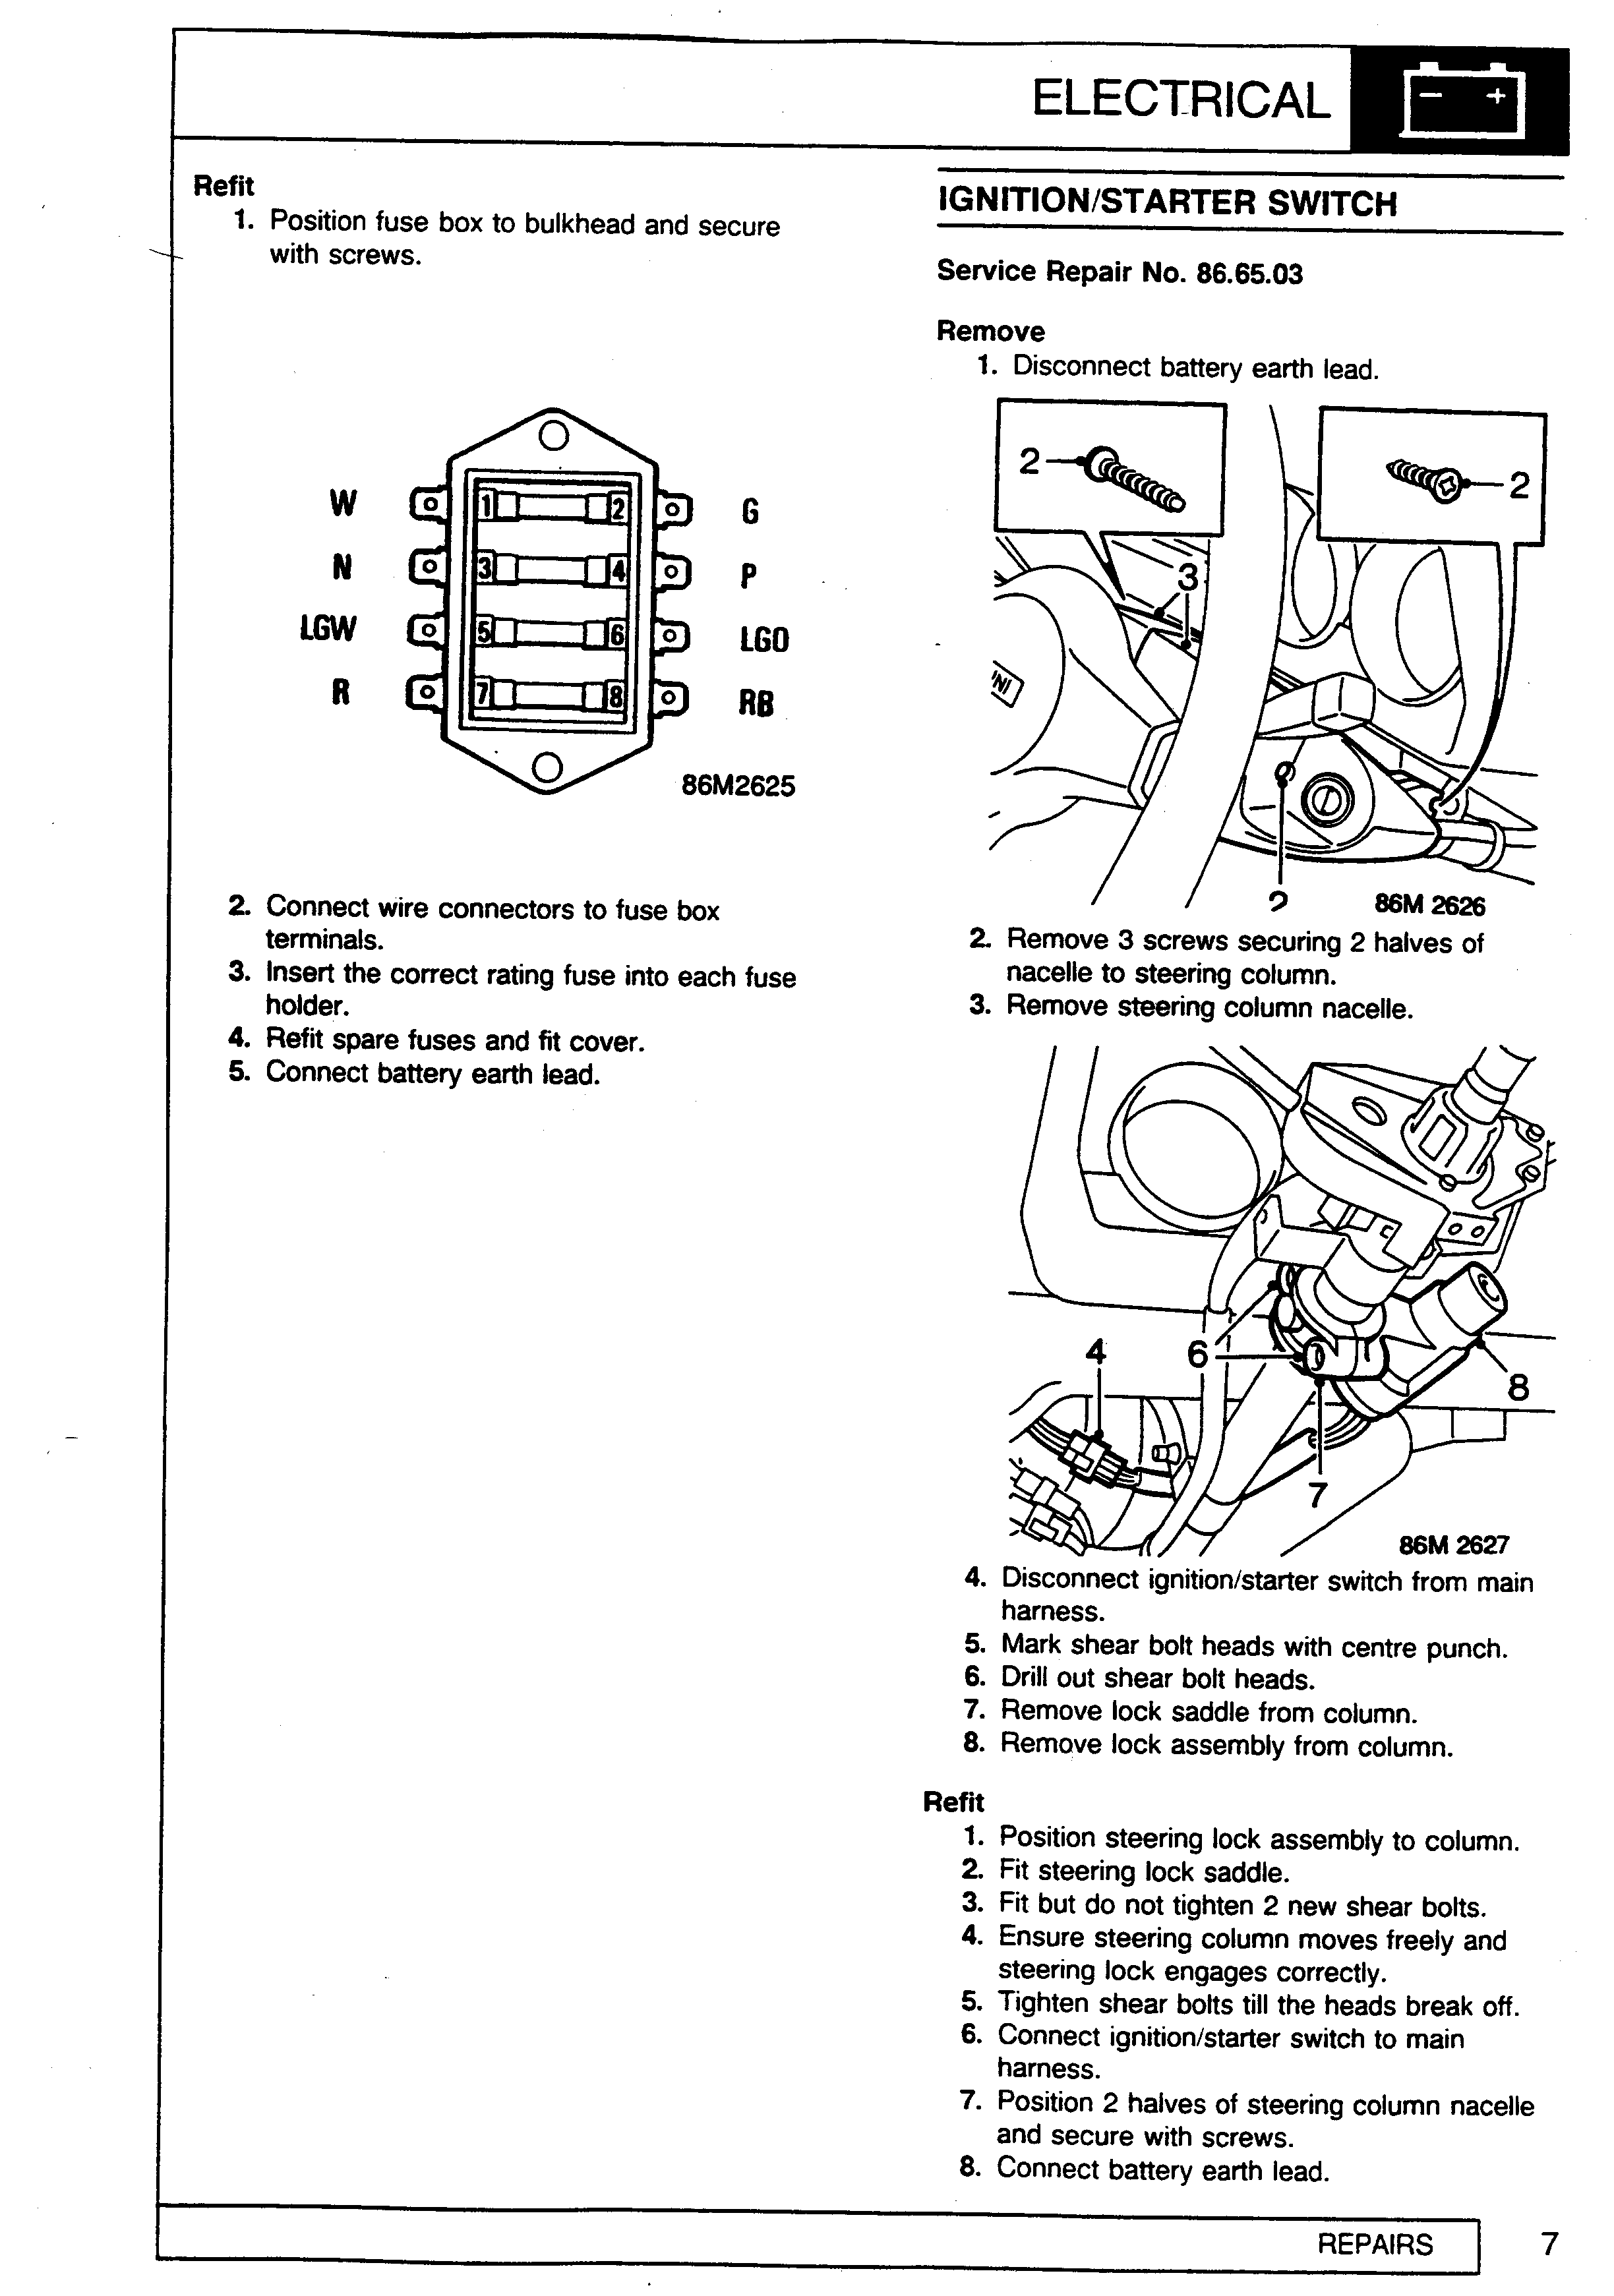 ELECTRICAL
− +
Refit
1. Position fuse box to bulkhead and secure
with screws.
W 1 2 G
N 3 4 P
LGW 5 6 LGO
R 7 8 RB
86M2625
2. Connect wire connectors to fuse box
terminals.
3. Insert the correct rating fuse into each fuse
holder.
4. Refit spare fuses and fit cover.
5. Connect battery earth lead.
IGNITION/STARTER SWITCH
Service Repair No. 86.65.03
Remove
1. Disconnect battery earth lead.
2
2
3
2
86M 2626
2. Remove 3 screws securing 2 halves of
nacelle to steering column.
3. Remove steering column nacelle.
4
6
8
7
86M 2627
4. Disconnect ignition/starter switch from main
harness.
5. Mark shear bolt heads with centre punch.
6. Drill out shear bolt heads.
7. Remove lock saddle from column.
8. Remove lock assembly from column.
Refit
1. Position steering lock assembly to column.
2. Fit steering lock saddle.
3. Fit but do not tighten 2 new shear bolts.
4. Ensure steering column moves freely and
steering lock engages correctly.
5. Tighten shear bolts till the heads break off.
6. Connect ignition/starter switch to main
harness.
7. Position 2 halves of steering column nacelle
and secure with screws.
8. Connect battery earth lead.
REPAIRS
7